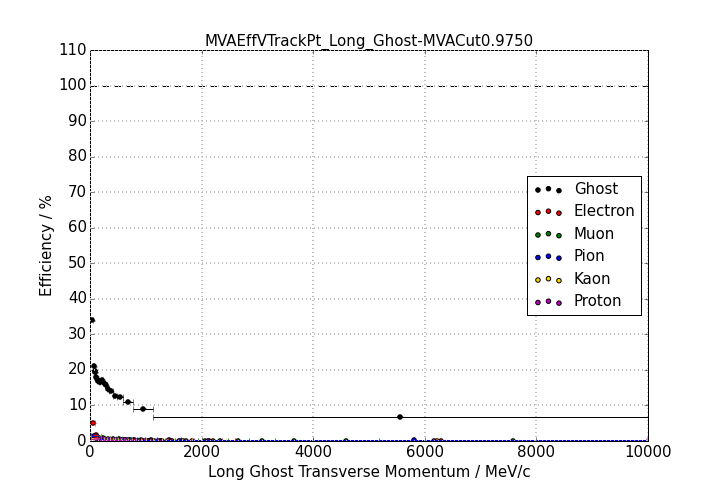 MVAEffVTrackPt_Long_Ghost-MVACut0.9750
110
100
90
80
70
60
50
40
30
20
10
0
Efficiency / %
Ghost
Electron
Muon
Pion
Kaon
Proton
0 2000 4000 6000 8000 10000
Long Ghost Transverse Momentum / MeV/c